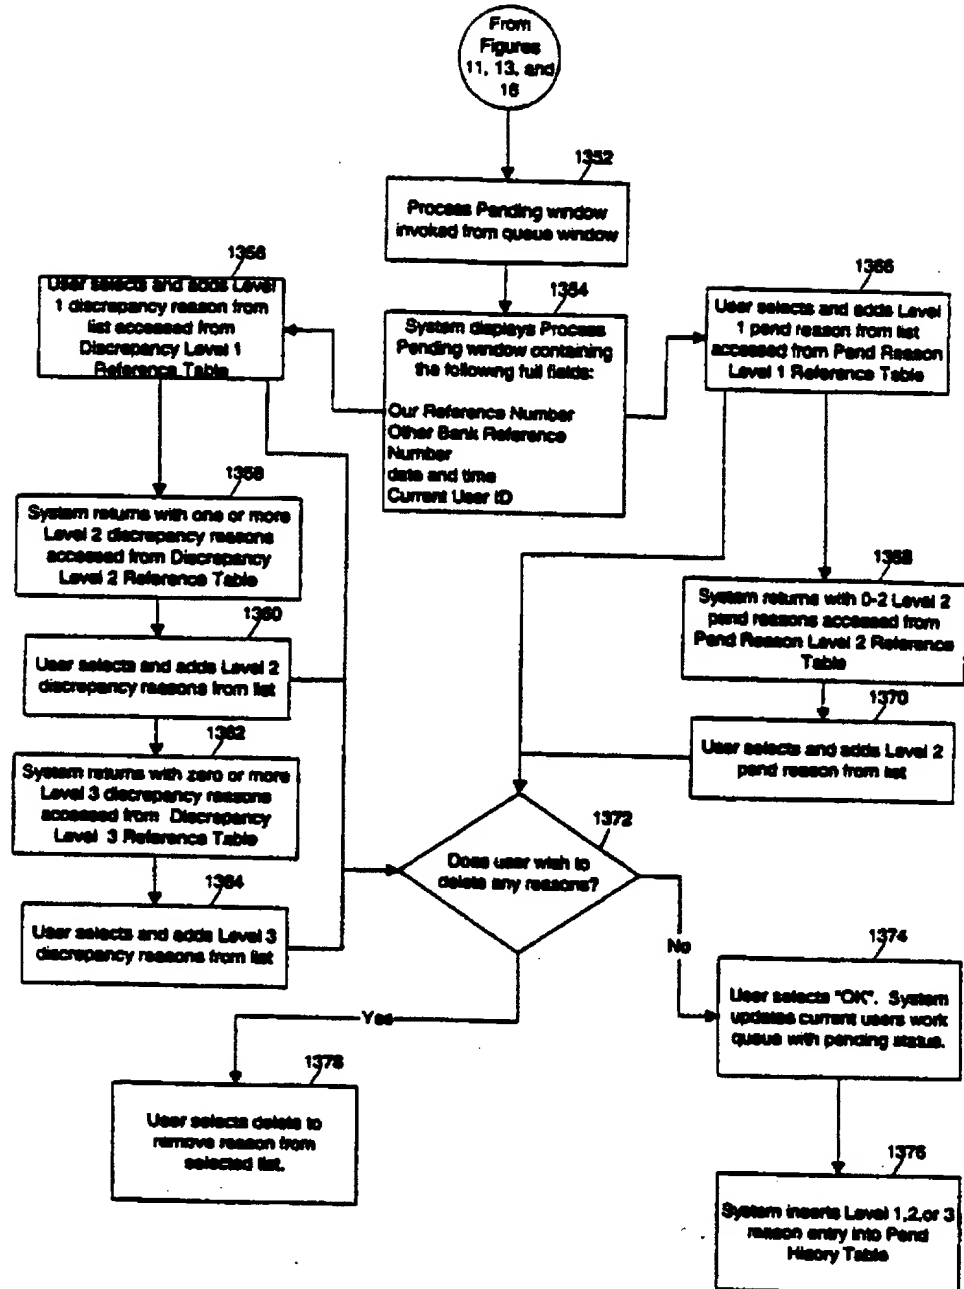 From
Figures
11, 13, and
16
1352
Process Pending window
invoked from queue window
1354
System displays Process
Pending window containing
the following full fields:
Our Reference Number
Other Bank Reference
Number
date and time
Current User ID
1356
User selects and adds Level
1 discrepancy reason from
list accessed from
Discrepancy Level 1
Reference Table
1358
System returns with one or more
Level 2 discrepancy reasons
accessed from Discrepancy
Level 2 Reference Table
1360
User selects and adds Level 2
discrepancy reasons from list
1362
System returns with zero or more
Level 3 discrepancy reasons
accessed from Discrepancy
Level 3 Reference Table
1364
User selects and adds Level 3
discrepancy reasons from list
1366
User selects and adds Level
1 pend reason from list
accessed from Pend Reason
Level 1 Reference Table
1368
System returns with 0-2 Level 2
pend reasons accessed from
Pend Reason Level 2 Reference
Table
1370
User selects and adds Level 2
pend reason from list
1372
Does user wish to
delete any reasons?
No
Yes
1374
User selects "OK". System
updates current users work
queue with pending status.
1378
User selects delete to
remove reason from
selected list.
1376
System inserts Level 1,2,or 3
reason entry into Pend
Hisory Table